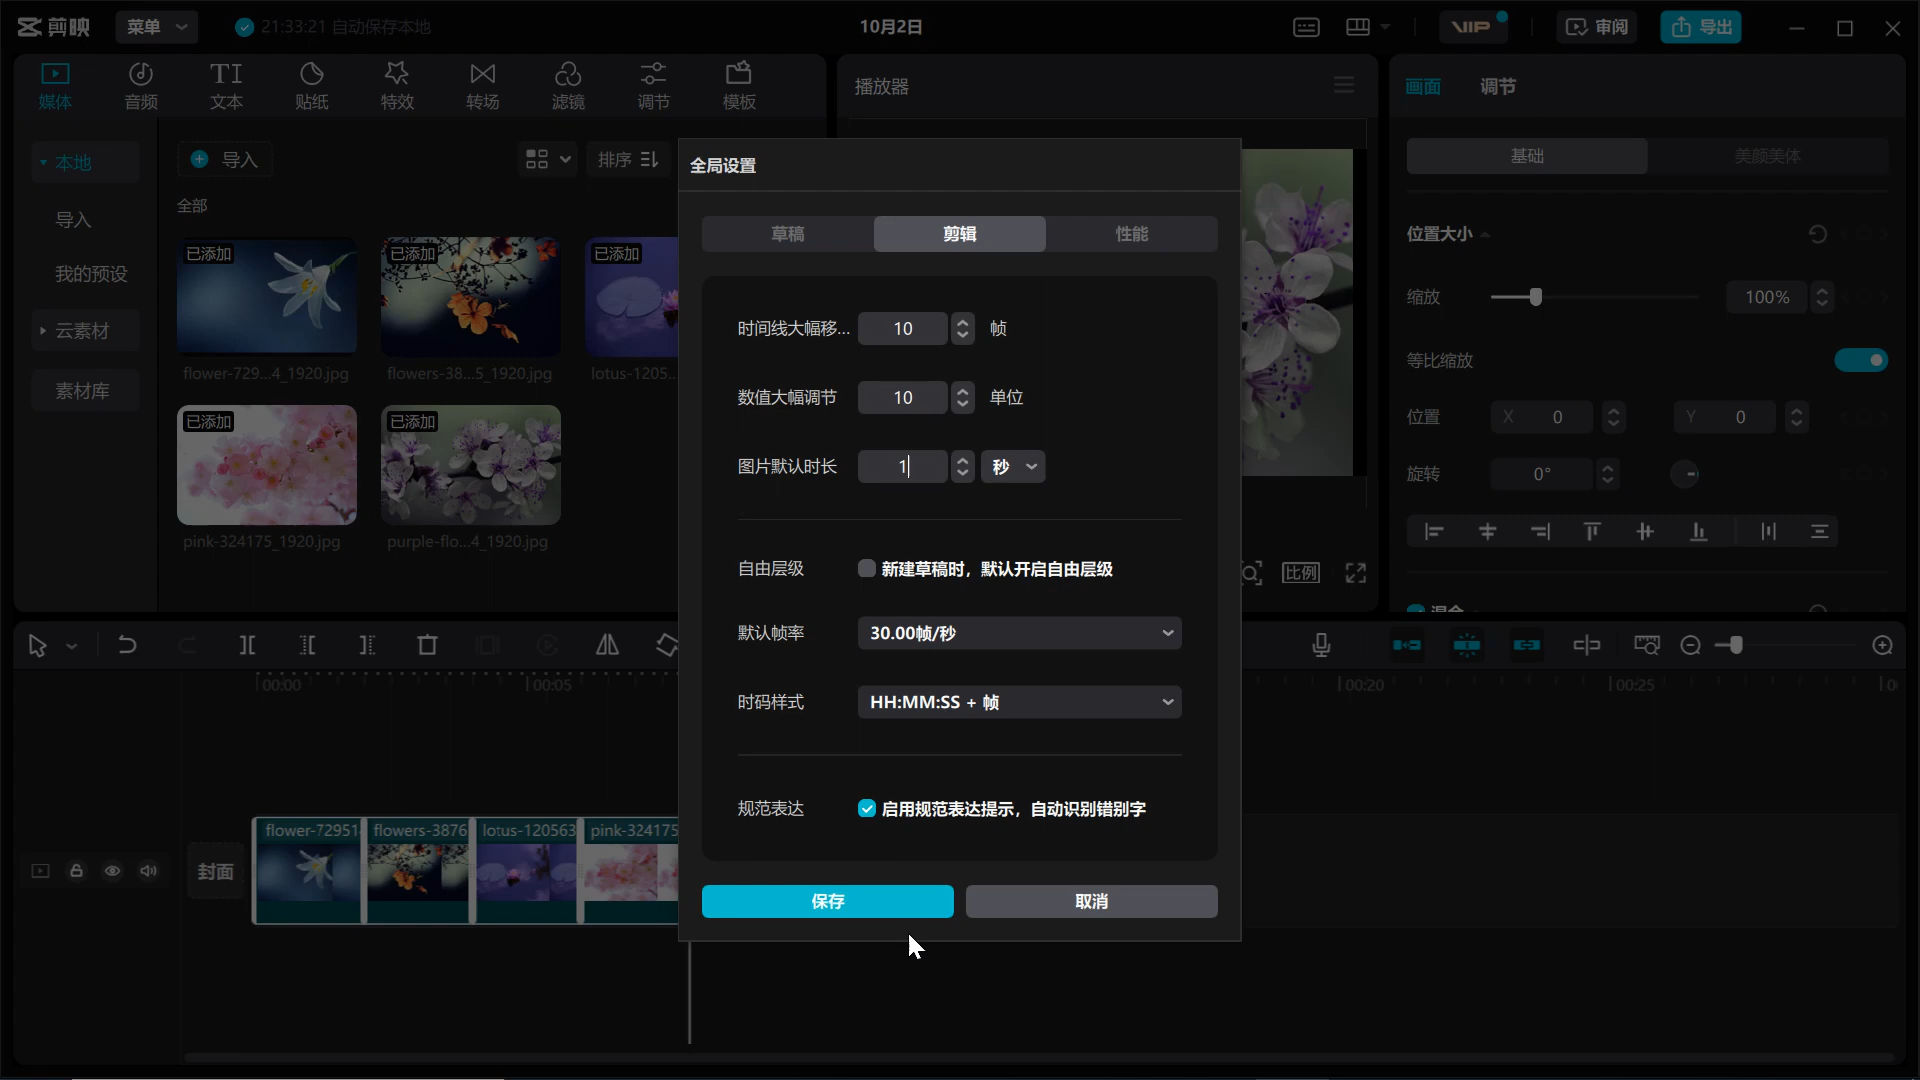 剪映
菜单
21:33:21 自动保存本地
10月2日
VIP
审阅
导出
媒体
音频
文本
贴纸
特效
转场
滤镜
调节
模板
播放器
画面
调节
本地
导入
排序
基础
美颜美体
全局设置
导入
全部
草稿
剪辑
性能
位置大小
我的预设
已添加
已添加
已添加
缩放
100%
云素材
时间线大幅移...
10
帧
等比缩放
flower-729...4_1920.jpg
flowers-38...5_1920.jpg
lotus-1205..
素材库
数值大幅调节
10
单位
位置
X
0
Y
0
已添加
已添加
图片默认时长
1
秒
旋转
0°
pink-324175_1920.jpg
purple-flo...4_1920.jpg
自由层级
新建草稿时，默认开启自由层级
比例
混合
默认帧率
30.00帧/秒
00:00
00:05
00:20
00:25
时码样式
HH:MM:SS + 帧
规范表达
启用规范表达提示，自动识别错别字
flower-72951
flowers-3876
lotus-120563
pink-324175
封面
保存
取消